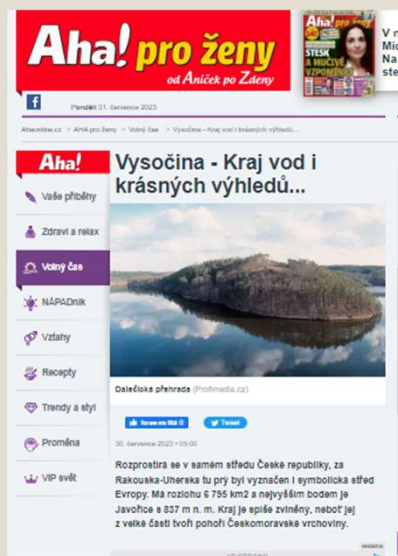 Aha! pro ženy
od Aniček po Zdeny
Aha! pro ženy
STESK
A MUČIVÉ
VZPOMÍNKY
V n
Mic
Na
ste
Pondělí 31. července 2023
Ahaonline.cz > AHA pro ženy > Volný čas > Vysočina - Kraj vod i krásných výhledů...
Aha!
Vaše příběhy
Zdraví a relax
Volný čas
NÁPADník
Vztahy
Recepty
Trendy a styl
Proměna
VIP svět
Vysočina - Kraj vod i
krásných výhledů...
Dalečická přehrada (Profimedia.cz)
Tweet
30. července 2023 • 05:00
Rozprostírá se v samém středu České republiky, za
Rakouska-Uherska tu prý byl vyznačen i symbolická střed
Evropy. Má rozlohu 6 795 km2 a nejvyšším bodem je
Javořice s 837 m n. m. Kraj je spíše zvlněný, neboť jej
z velké části tvoří pohoří Českomoravské vrchoviny.